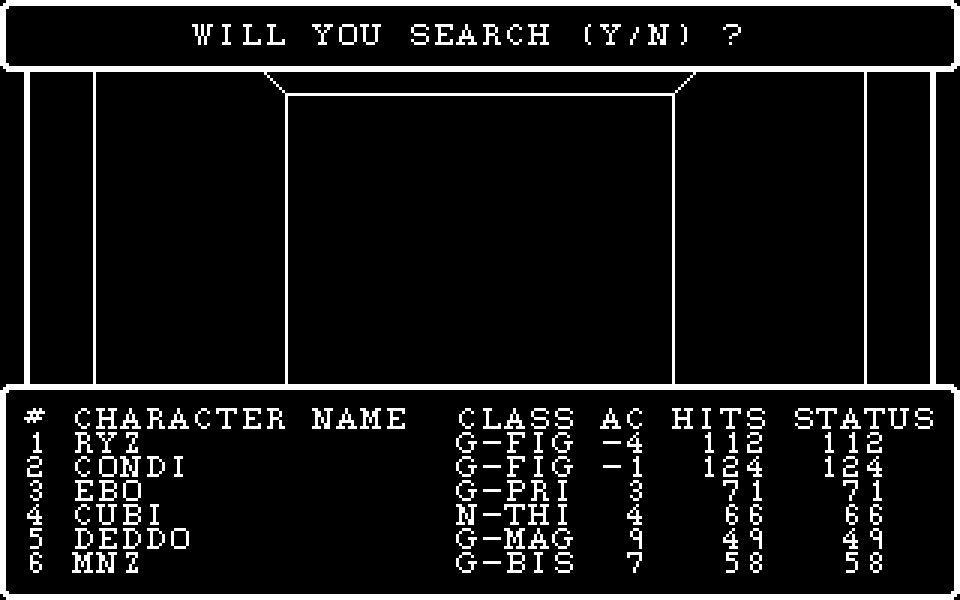 WILL YOU SEARCH (Y/N) ?
# CHARACTER NAME CLASS AC HITS STATUS
1 RYZ G-FIG -4 112 112
2 CONDI G-FIG -1 124 124
3 EBO G-PRI 3 71 71
4 CUBI N-THI 4 66 66
5 DEDDO G-MAG 9 49 49
6 MNZ G-BIS 7 58 58